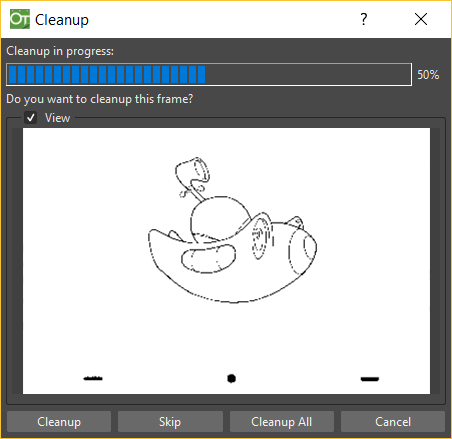 OT Cleanup
?
Cleanup in progress:
50%
Do you want to cleanup this frame?
View
Cleanup
Skip
Cleanup All
Cancel